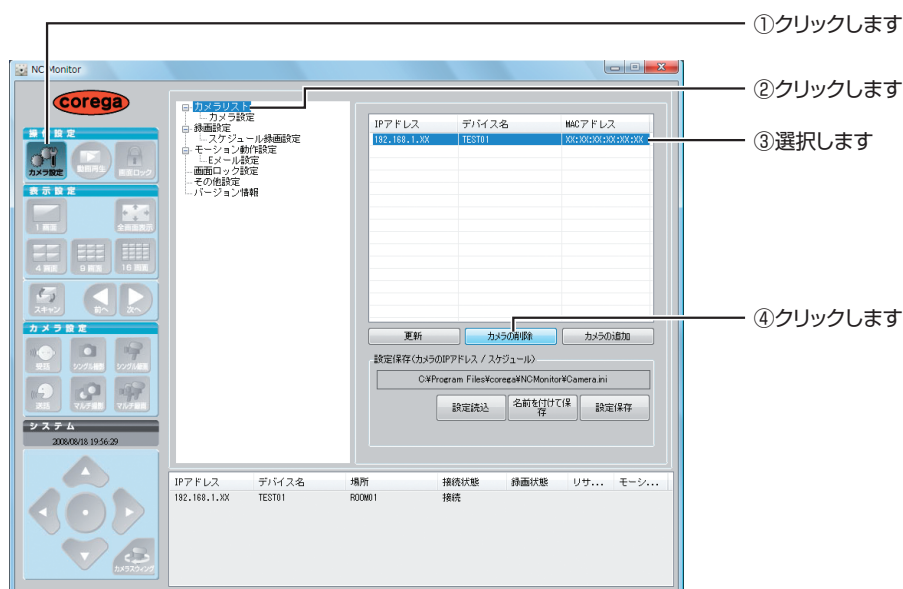 ①クリックします
NC Monitor
corega
②クリックします
カメラリスト
カメラ設定
録画設定
スケジュール録画設定
モーション動作設定
Eメール設定
画面ロック設定
その他設定
バージョン情報
IPアドレス デバイス名 MACアドレス
192.168.1.XX TEST01 XX:XX:XX:XX:XX:XX
③選択します
操作設定
カメラ設定 動画再生 画面ロック
表示設定
1 画面 全画面表示
4 画面 9 画面 16 画面
スキャン 前へ 次へ
④クリックします
更新 カメラの削除 カメラの追加
カメラ設定
受話 シングル撮影 シングル録画
送話 マルチ撮影 マルチ録画
設定保存(カメラのIPアドレス / スケジュール)
C:¥Program Files¥corega¥NCMonitor¥Camera.ini
設定読込 名前を付けて保
存 設定保存
システム
2008/08/18 19:56:29
IPアドレス デバイス名 場所 接続状態 録画状態 リサ... モーシ...
192.168.1.XX TEST01 ROOM01 接続
カメラスウィング